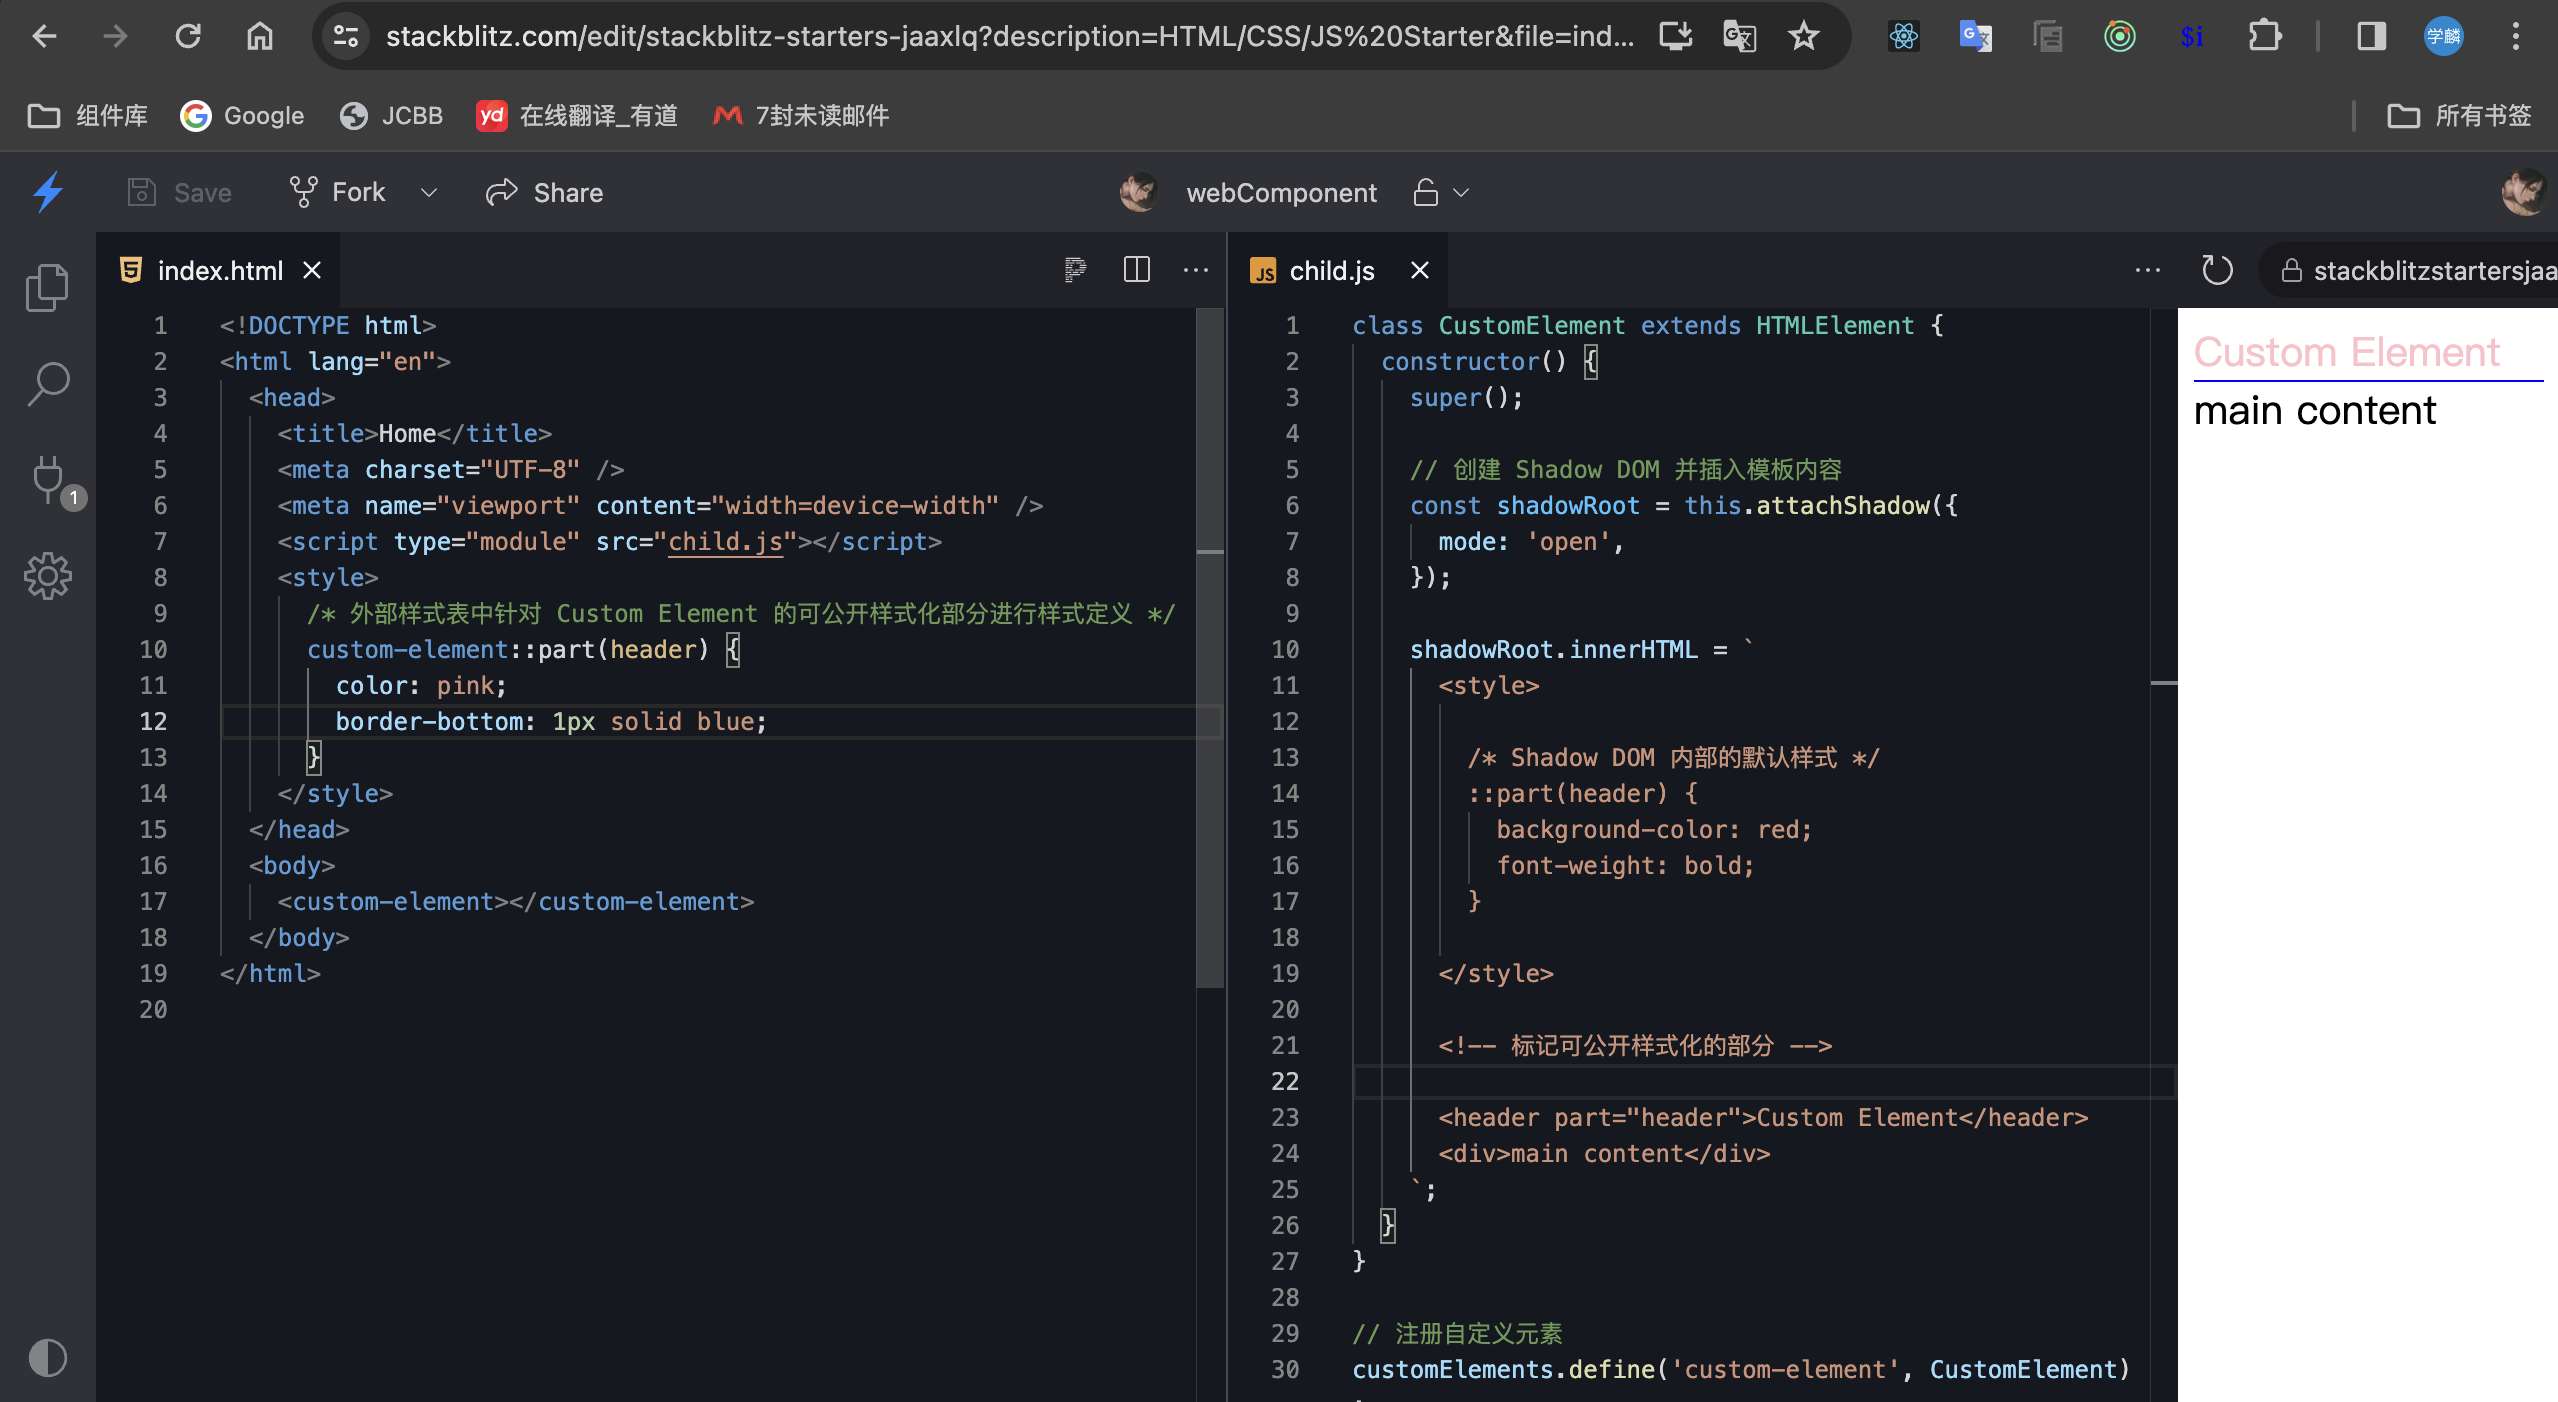 stackblitz.com/edit/stackblitz-starters-jaaxlq?description=HTML/CSS/JS%20Starter&file=ind...
$i
学麟
组件库
Google
JCBB
yd 在线翻译_有道
7封未读邮件
所有书签
Save
Fork
Share
webComponent
1
index.html
1 <!DOCTYPE html>
2 <html lang="en">
3 <head>
4 <title>Home</title>
5 <meta charset="UTF-8" />
6 <meta name="viewport" content="width=device-width" />
7 <script type="module" src="child.js"></script>
8 <style>
9 /* 外部样式表中针对 Custom Element 的可公开样式化部分进行样式定义 */
10 custom-element::part(header) {
11 color: pink;
12 border-bottom: 1px solid blue;
13 }
14 </style>
15 </head>
16 <body>
17 <custom-element></custom-element>
18 </body>
19 </html>
20
JS child.js
1 class CustomElement extends HTMLElement {
2 constructor() {
3 super();
4
5 // 创建 Shadow DOM 并插入模板内容
6 const shadowRoot = this.attachShadow({
7 mode: 'open',
8 });
9
10 shadowRoot.innerHTML = `
11 <style>
12
13 /* Shadow DOM 内部的默认样式 */
14 ::part(header) {
15 background-color: red;
16 font-weight: bold;
17 }
18
19 </style>
20
21 <!-- 标记可公开样式化的部分 -->
22
23 <header part="header">Custom Element</header>
24 <div>main content</div>
25 `;
26 }
27 }
28
29 // 注册自定义元素
30 customElements.define('custom-element', CustomElement)
stackblitzstartersjaa
Custom Element
main content